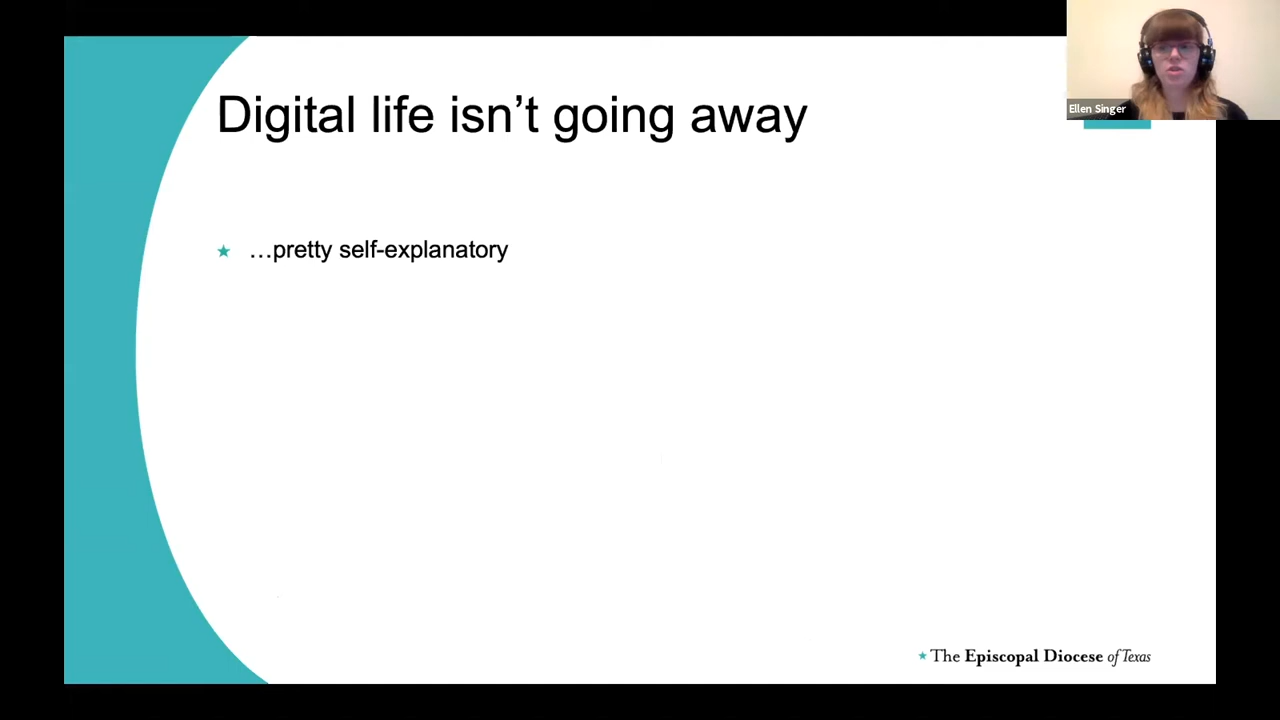 Digital life isn’t going away
Ellen Singer
…pretty self-explanatory
The Episcopal Diocese of Texas